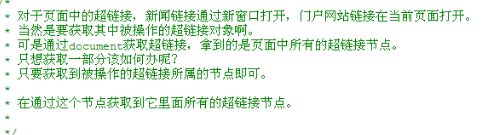 /*
* 对于页面中的超链接，新闻链接通过新窗口打开，门户网站链接在当前页面打开。
* 当然是要获取其中被操作的超链接对象啊。
* 可是通过document获取超链接，拿到的是页面中所有的超链接节点。
* 只想获取一部分该如何办呢？
* 只要获取到被操作的超链接所属的节点即可。
*
* 在通过这个节点获取到它里面所有的超链接节点。
*
*/